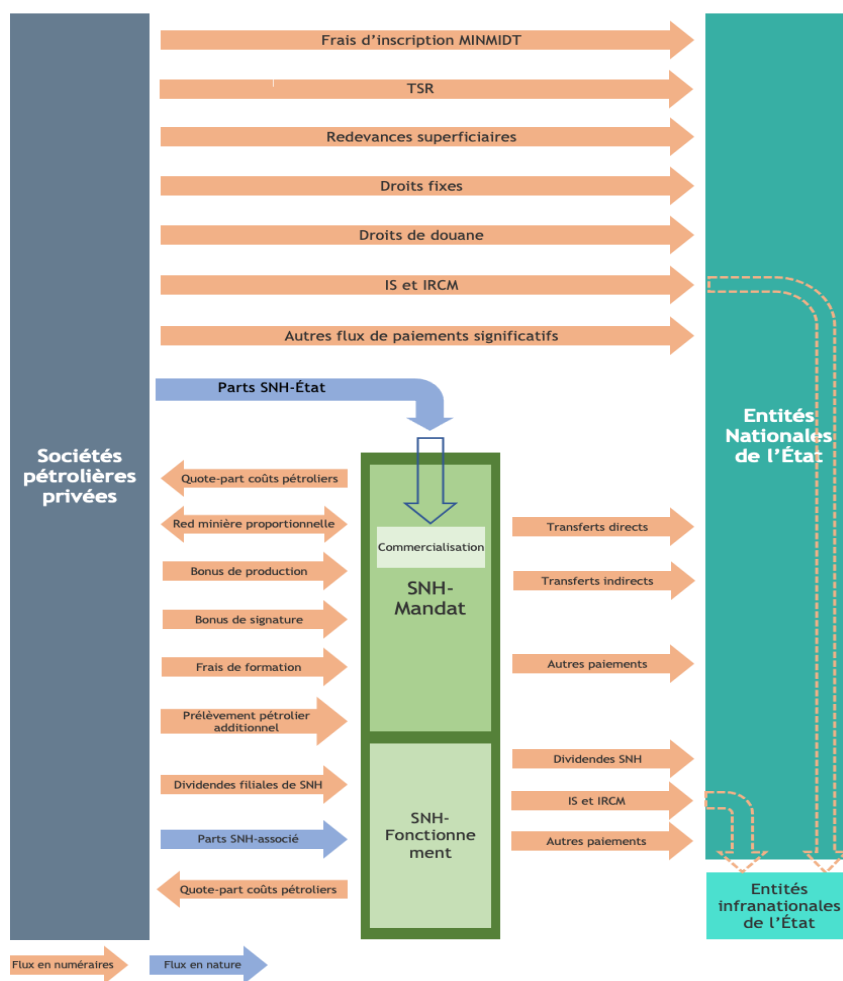 Frais d’inscription MINMIDT
TSR
Redevances superficiaires
Droits fixes
Droits de douane
IS et IRCM
Autres flux de paiements significatifs
Parts SNH-État
Sociétés
pétrolières
privées
Entités
Nationales
de l’État
Quote-part coûts pétroliers
Red minière proportionnelle
Bonus de production
Bonus de signature
Frais de formation
Prélèvement pétrolier
additionnel
Dividendes filiales de SNH
Parts SNH-associé
Quote-part coûts pétroliers
Commercialisation
SNH-
Mandat
SNH-
Fonctionne
ment
Transferts directs
Transferts indirects
Autres paiements
Dividendes SNH
IS et IRCM
Autres paiements
Entités
infranationales
de l’État
Flux en numéraires
Flux en nature